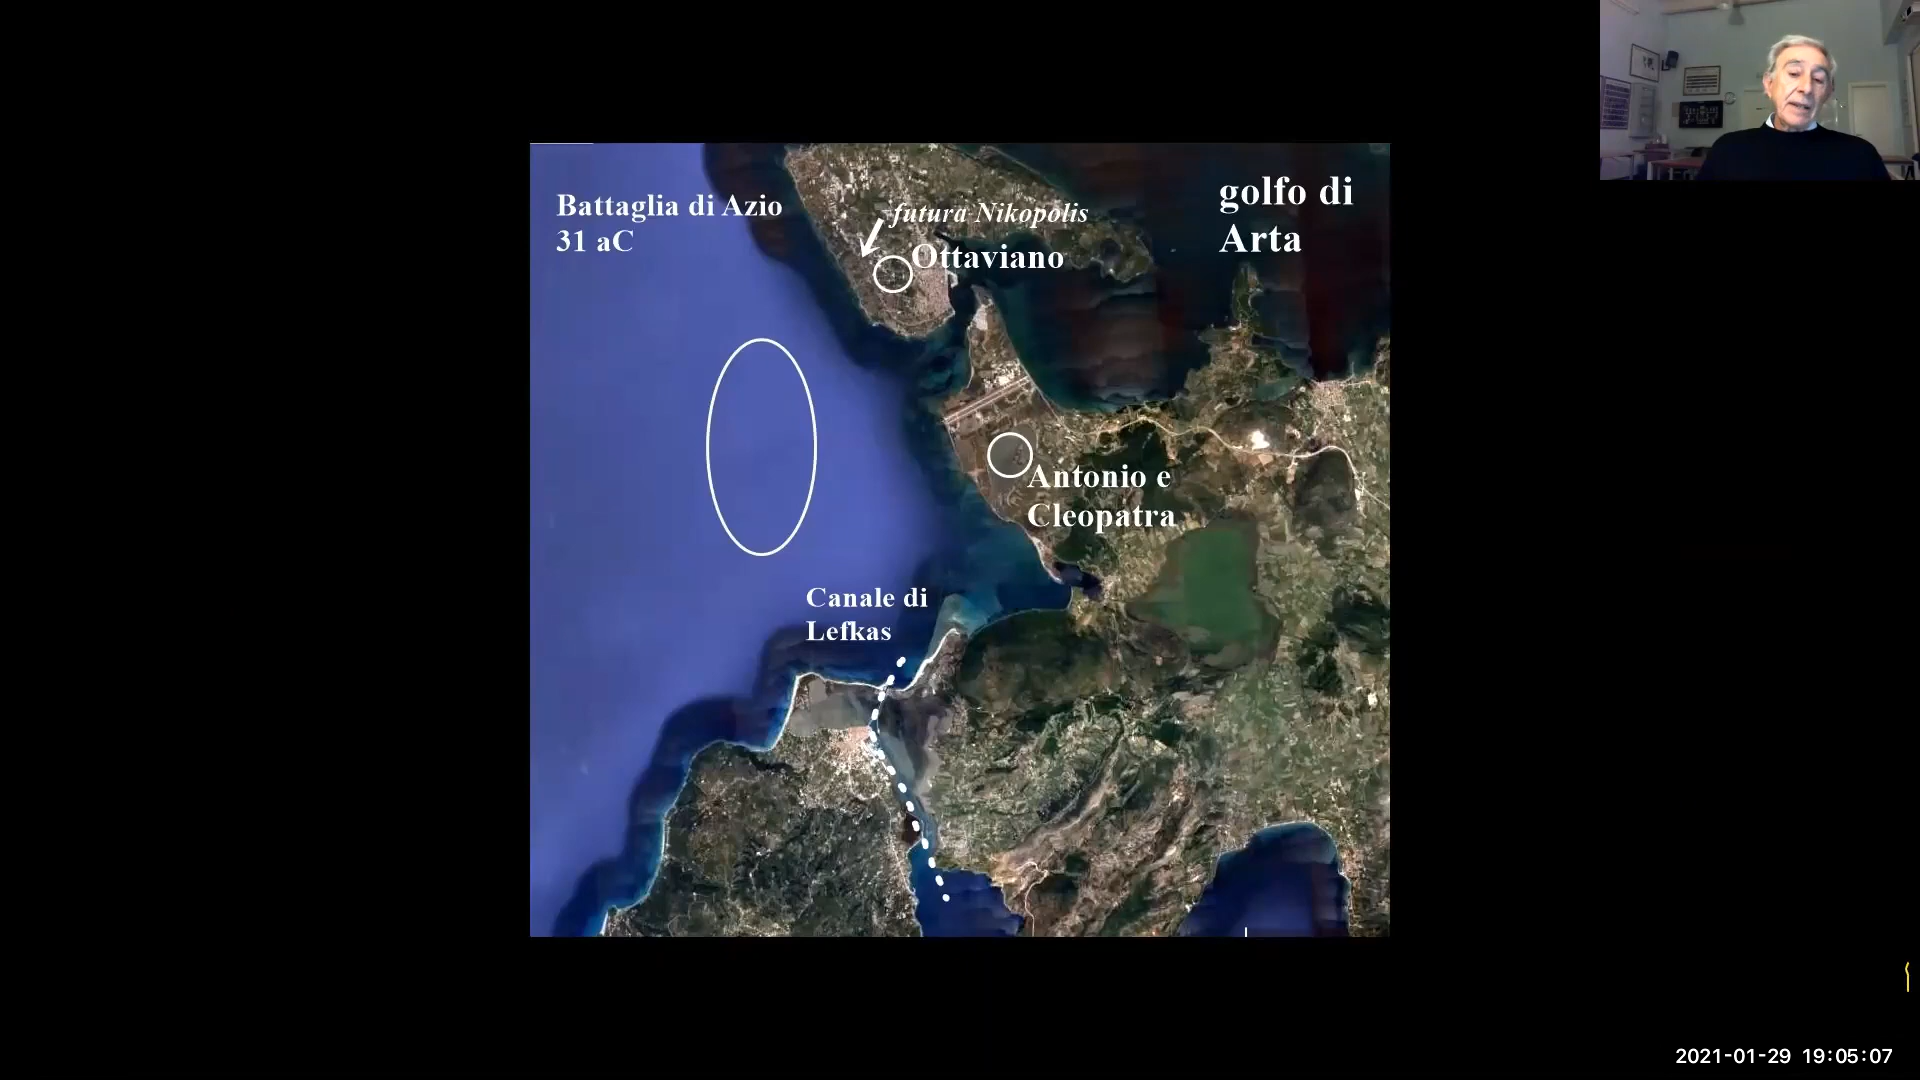 Battaglia di Azio
31 aC
futura Nikopolis
Ottaviano
golfo di
Arta
Antonio e
Cleopatra
Canale di
Lefkas
2021-01-29 19:05:07